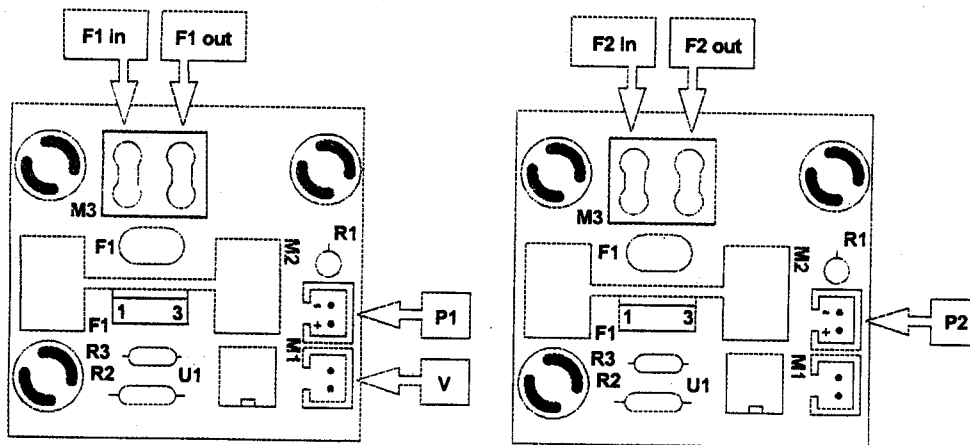 F1 in
F1 out
M3
F1
R1
M2
- +
1 3
F1
P1
R3
R2
U1
M1
V
F2 in
F2 out
M3
F1
R1
M2
- +
1 3
F1
P2
R3
R2
U1
M1